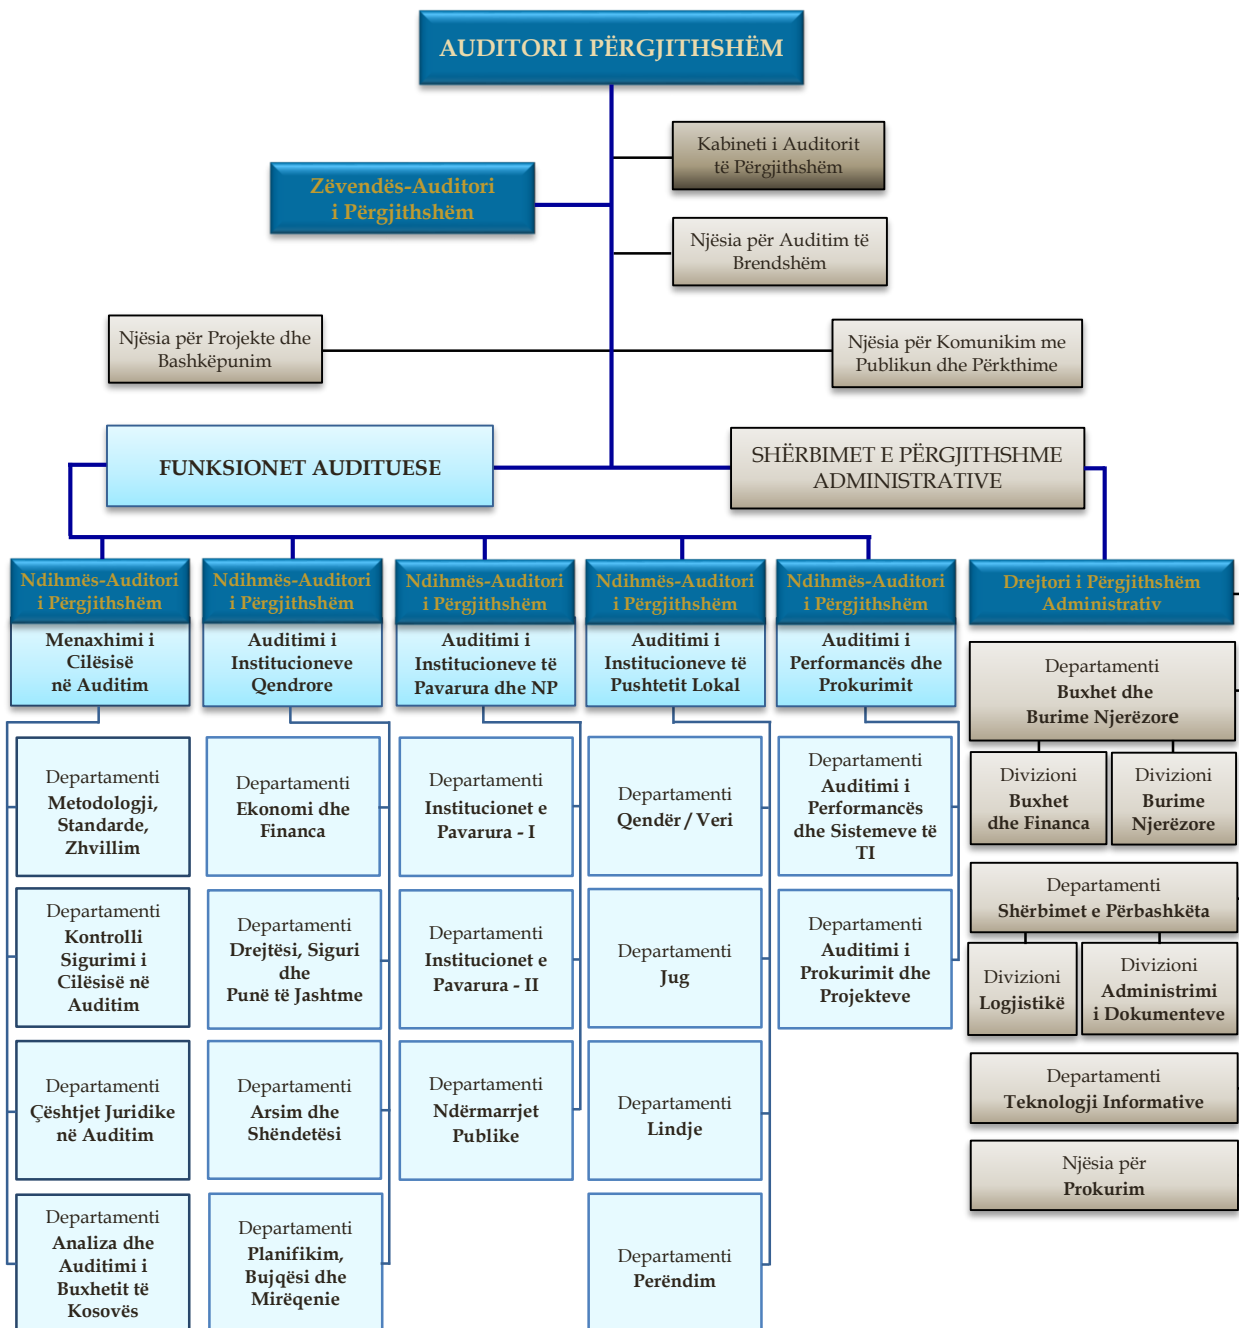 AUDITORI I PËRGJITHSHËM
Kabineti i Auditorit
të Përgjithshëm
Zëvendës-Auditori
i Përgjithshëm
Njësia për Auditim të
Brendshëm
Njësia për Projekte dhe
Bashkëpunim
Njësia për Komunikim me
Publikun dhe Përkthime
FUNKSIONET AUDITUESE
SHËRBIMET E PËRGJITHSHME
ADMINISTRATIVE
Ndihmës-Auditori
i Përgjithshëm
Menaxhimi i
Cilësisë
në Auditim
Departamenti
Metodologji,
Standarde,
Zhvillim
Departamenti
Kontrolli
Sigurimi i
Cilësisë në
Auditim
Departamenti
Çështjet Juridike
në Auditim
Departamenti
Analiza dhe
Auditimi i
Buxhetit të
Kosovës
Ndihmës-Auditori
i Përgjithshëm
Auditimi i
Institucioneve
Qendrore
Departamenti
Ekonomi dhe
Financa
Departamenti
Drejtësi, Siguri
dhe
Punë të Jashtme
Departamenti
Arsim dhe
Shëndetësi
Departamenti
Planifikim,
Bujqësi dhe
Mirëqenie
Ndihmës-Auditori
i Përgjithshëm
Auditimi i
Institucioneve të
Pavarura dhe NP
Departamenti
Institucionet e
Pavarura - I
Departamenti
Institucionet e
Pavarura - II
Departamenti
Ndërmarrjet
Publike
Ndihmës-Auditori
i Përgjithshëm
Auditimi i
Institucioneve të
Pushtetit Lokal
Departamenti
Qendër / Veri
Departamenti
Jug
Departamenti
Lindje
Departamenti
Perëndim
Ndihmës-Auditori
i Përgjithshëm
Auditimi i
Performancës dhe
Prokurimit
Departamenti
Auditimi i
Performancës
dhe Sistemeve të
TI
Departamenti
Auditimi i
Prokurimit dhe
Projekteve
Drejtori i Përgjithshëm
Administrativ
Departamenti
Buxhet dhe
Burime Njerëzore
Divizioni
Buxhet
dhe Financa
Divizioni
Burime
Njerëzore
Departamenti
Shërbimet e Përbashkëta
Divizioni
Logjistikë
Divizioni
Administrimi
i Dokumenteve
Departamenti
Teknologji Informative
Njësia për
Prokurim